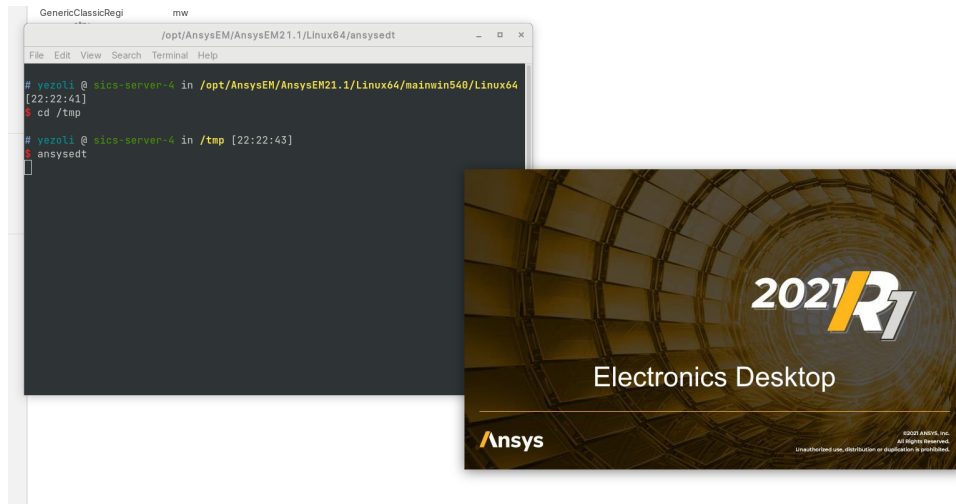 GenericClassicRegi mw
/opt/AnsysEM/AnsysEM21.1/Linux64/ansysedt
File Edit View Search Terminal Help
# yezoli @ sics-server-4 in /opt/AnsysEM/AnsysEM21.1/Linux64/mainwin540/Linux64
[22:22:41]
$ cd /tmp
# yezoli @ sics-server-4 in /tmp [22:22:43]
$ ansysedt
2021 R1
Electronics Desktop
Ansys
©2021 ANSYS, Inc.
All Rights Reserved.
Unauthorized use, distribution or duplication is prohibited.